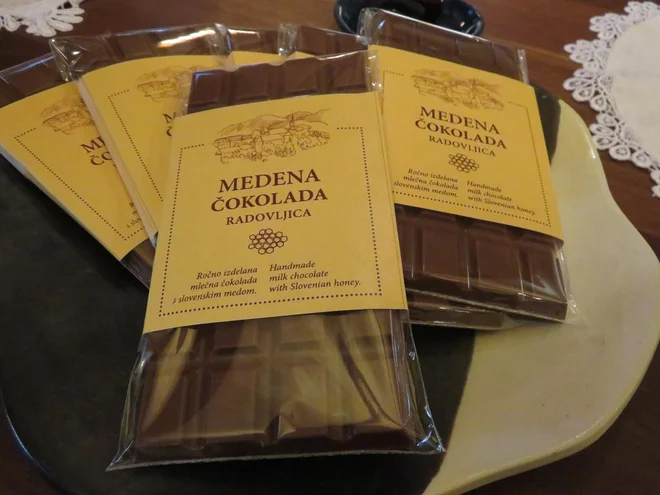 MEDENA
ČOKOLADA
RADOVLJICA
Ročno izdelana
mlečna čokolada
s slovenskim medom.
Handmade
milk chocolate
with Slovenian honey.
MEDENA
ČOKOLADA
RADOVLJICA
Ročno izdelana
mlečna čokolada
slovenskim medom.
Handmade
milk chocolate
with Slovenian honey.